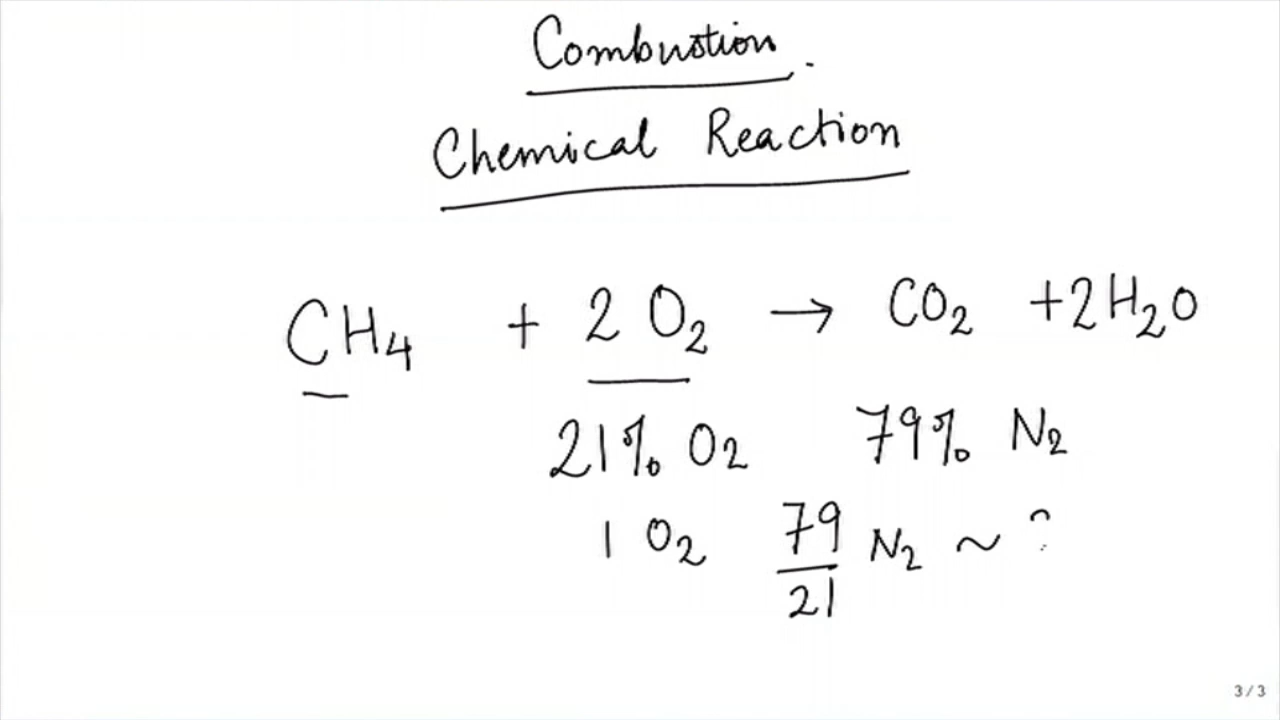 Combustion.
Chemical Reaction
CH₄ + 2 O₂ → CO₂ + 2H₂O
21% O₂ 79% N₂
1 O₂ 79/21 N₂ ~ ?
3/3